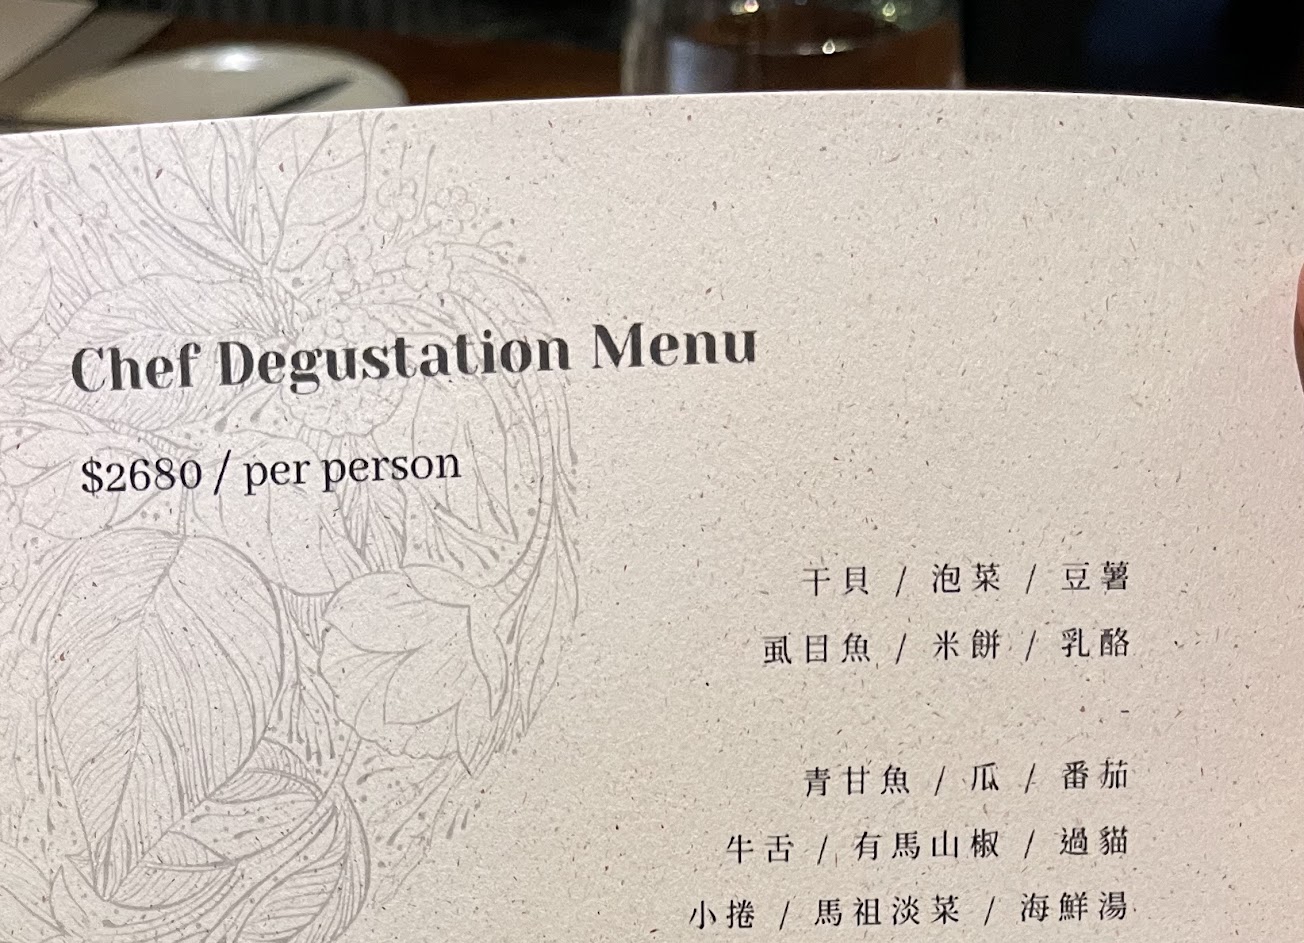 Chef Degustation Menu
$2680 / per person
干貝 / 泡菜 / 豆薯
虱目魚 / 米餅 / 乳酪
-
青甘魚 / 瓜 / 番茄
牛舌 / 有馬山椒 / 過貓
小捲 / 馬祖淡菜 / 海鮮湯